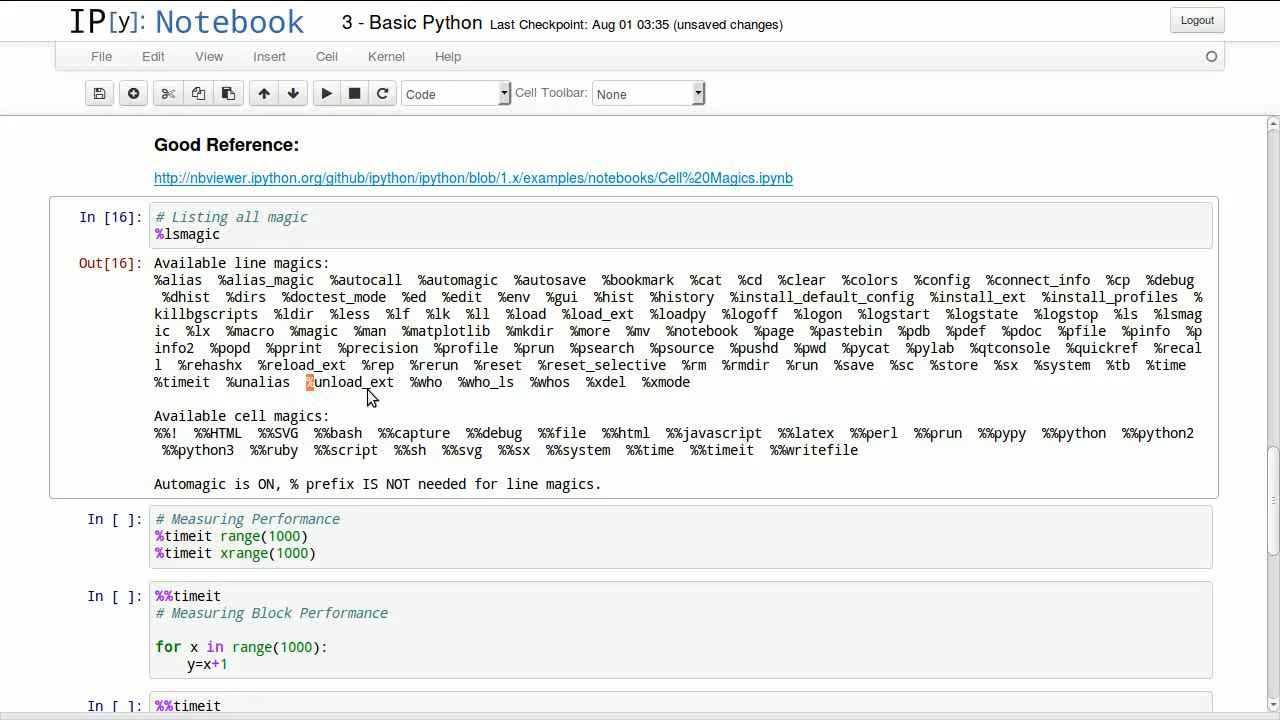 IP[y]: Notebook 3 - Basic Python Last Checkpoint: Aug 01 03:35 (unsaved changes) Logout
File Edit View Insert Cell Kernel Help
Code Cell Toolbar: None
Good Reference:
http://nbviewer.ipython.org/github/ipython/ipython/blob/1.x/examples/notebooks/Cell%20Magics.ipynb
In [16]: # Listing all magic
%lsmagic
Out[16]: Available line magics:
%alias %alias_magic %autocall %automagic %autosave %bookmark %cat %cd %clear %colors %config %connect_info %cp %debug
%dhist %dirs %doctest_mode %ed %edit %env %gui %hist %history %install_default_config %install_ext %install_profiles %
killbgscripts %ldir %less %lf %lk %ll %load %load_ext %loadpy %logoff %logon %logstart %logstate %logstop %ls %lsmag
ic %lx %macro %magic %man %matplotlib %mkdir %more %mv %notebook %page %pastebin %pdb %pdef %pdoc %pfile %pinfo %p
info2 %popd %pprint %precision %profile %prun %psearch %psource %pushd %pwd %pycat %pylab %qtconsole %quickref %recal
l %rehashx %reload_ext %rep %rerun %reset %reset_selective %rm %rmdir %run %save %sc %store %sx %system %tb %time
%timeit %unalias %unload_ext %who %who_ls %whos %xdel %xmode
Available cell magics:
%%! %%HTML %%SVG %%bash %%capture %%debug %%file %%html %%javascript %%latex %%perl %%prun %%pypy %%python %%python2
%%python3 %%ruby %%script %%sh %%svg %%sx %%system %%time %%timeit %%writefile
Automagic is ON, % prefix IS NOT needed for line magics.
In [ ]: # Measuring Performance
%timeit range(1000)
%timeit xrange(1000)
In [ ]: %%timeit
# Measuring Block Performance
for x in range(1000):
y=x+1
In [ ]: %%timeit